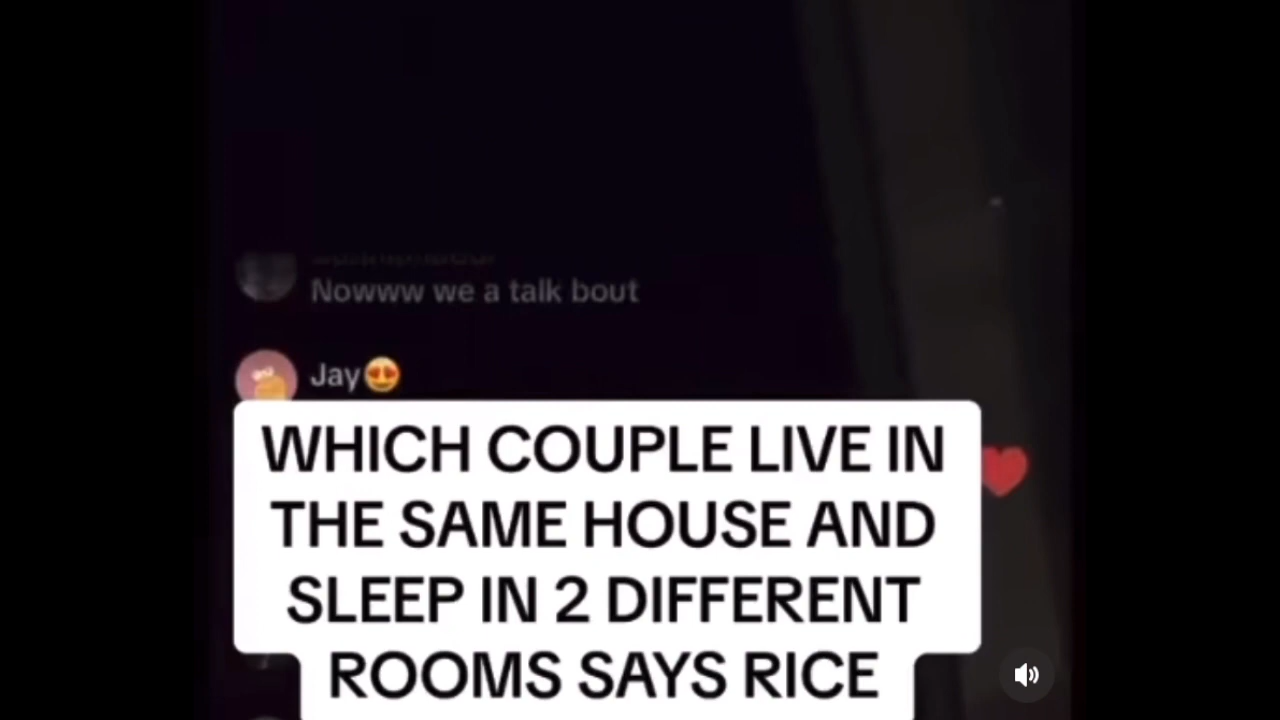 Nowww we a talk bout
Jay😍
WHICH COUPLE LIVE IN
THE SAME HOUSE AND
SLEEP IN 2 DIFFERENT
ROOMS SAYS RICE